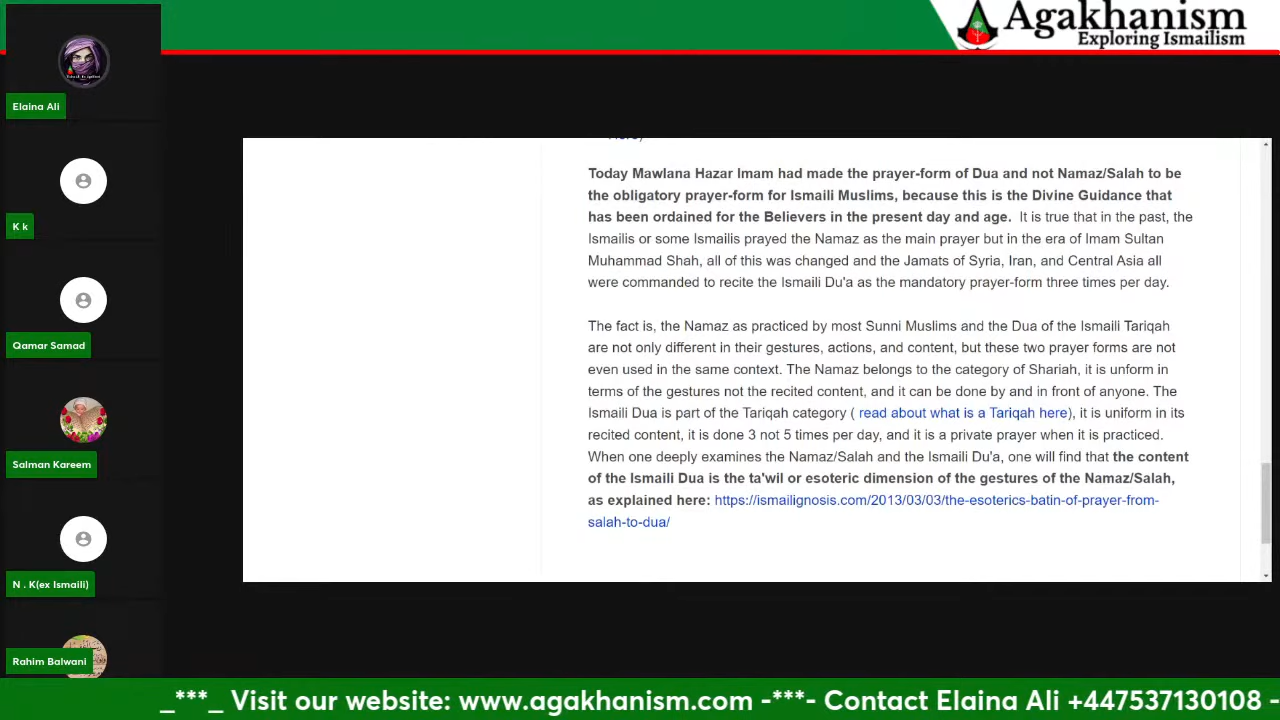 Agakhanism
Exploring Ismailism
Elaina Ali
K k
Qamar Samad
Salman Kareem
N . K(ex Ismaili)
Rahim Balwani
Today Mawlana Hazar Imam had made the prayer-form of Dua and not Namaz/Salah to be
the obligatory prayer-form for Ismaili Muslims, because this is the Divine Guidance that
has been ordained for the Believers in the present day and age. It is true that in the past, the
Ismailis or some Ismailis prayed the Namaz as the main prayer but in the era of Imam Sultan
Muhammad Shah, all of this was changed and the Jamats of Syria, Iran, and Central Asia all
were commanded to recite the Ismaili Du'a as the mandatory prayer-form three times per day.
The fact is, the Namaz as practiced by most Sunni Muslims and the Dua of the Ismaili Tariqah
are not only different in their gestures, actions, and content, but these two prayer forms are not
even used in the same context. The Namaz belongs to the category of Shariah, it is unform in
terms of the gestures not the recited content, and it can be done by and in front of anyone. The
Ismaili Dua is part of the Tariqah category ( read about what is a Tariqah here), it is uniform in its
recited content, it is done 3 not 5 times per day, and it is a private prayer when it is practiced.
When one deeply examines the Namaz/Salah and the Ismaili Du'a, one will find that the content
of the Ismaili Dua is the ta'wil or esoteric dimension of the gestures of the Namaz/Salah,
as explained here: https://ismailignosis.com/2013/03/03/the-esoterics-batin-of-prayer-from-
salah-to-dua/
_***_ Visit our website: www.agakhanism.com -***- Contact Elaina Ali +447537130108 -